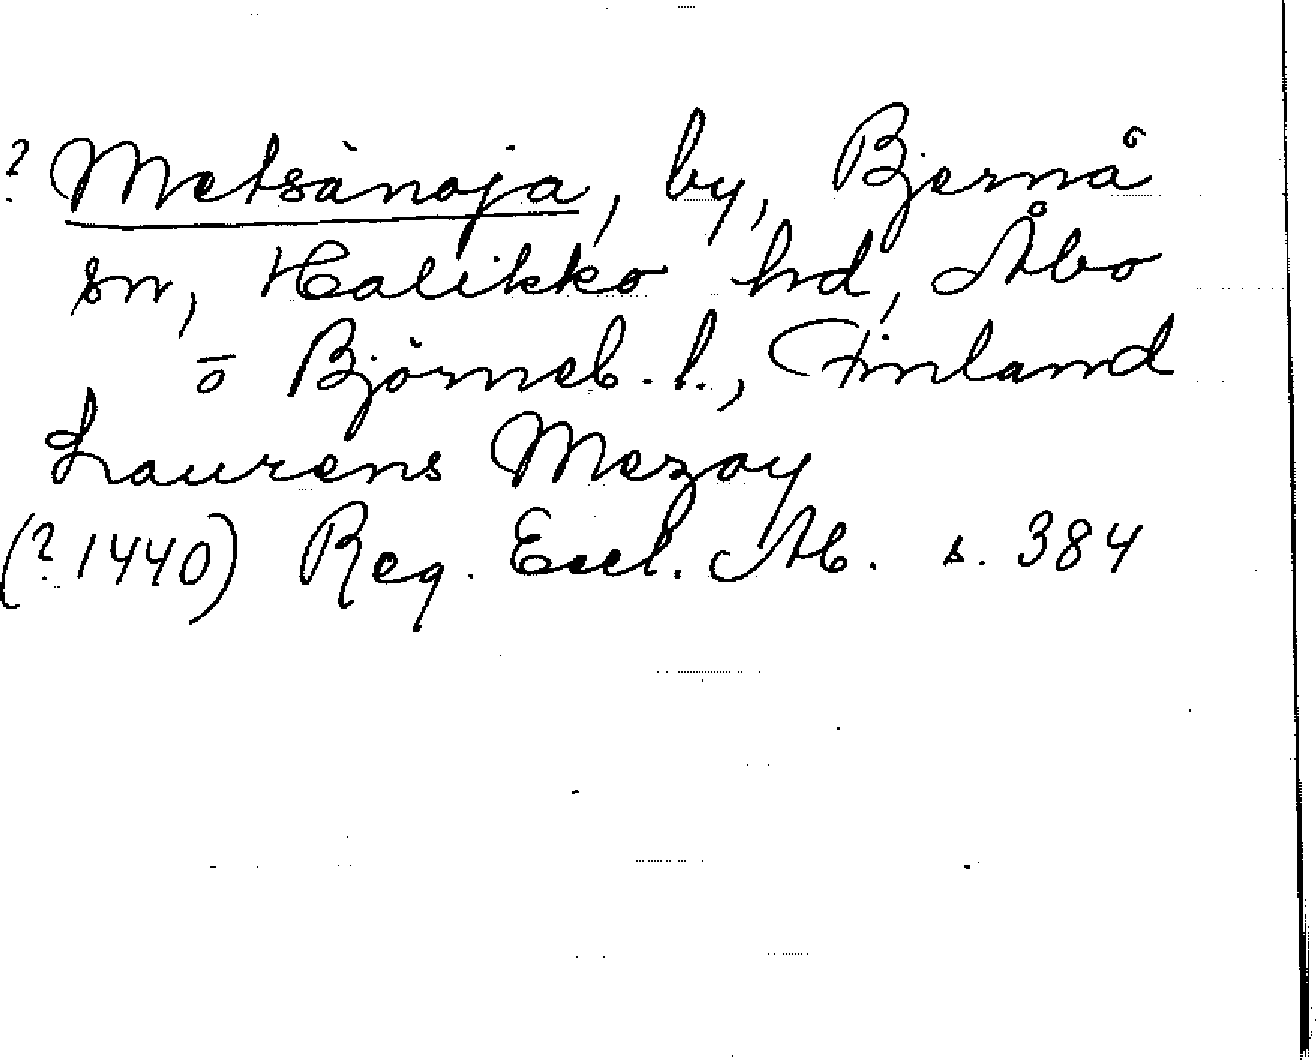 ? Metsänoja, by, Bjernå
sn, Halikko hd, Åbo
o Björneb. l., Finland
Laurens Mezoy
(? 1440) Reg. Eccl. Ab. s. 384